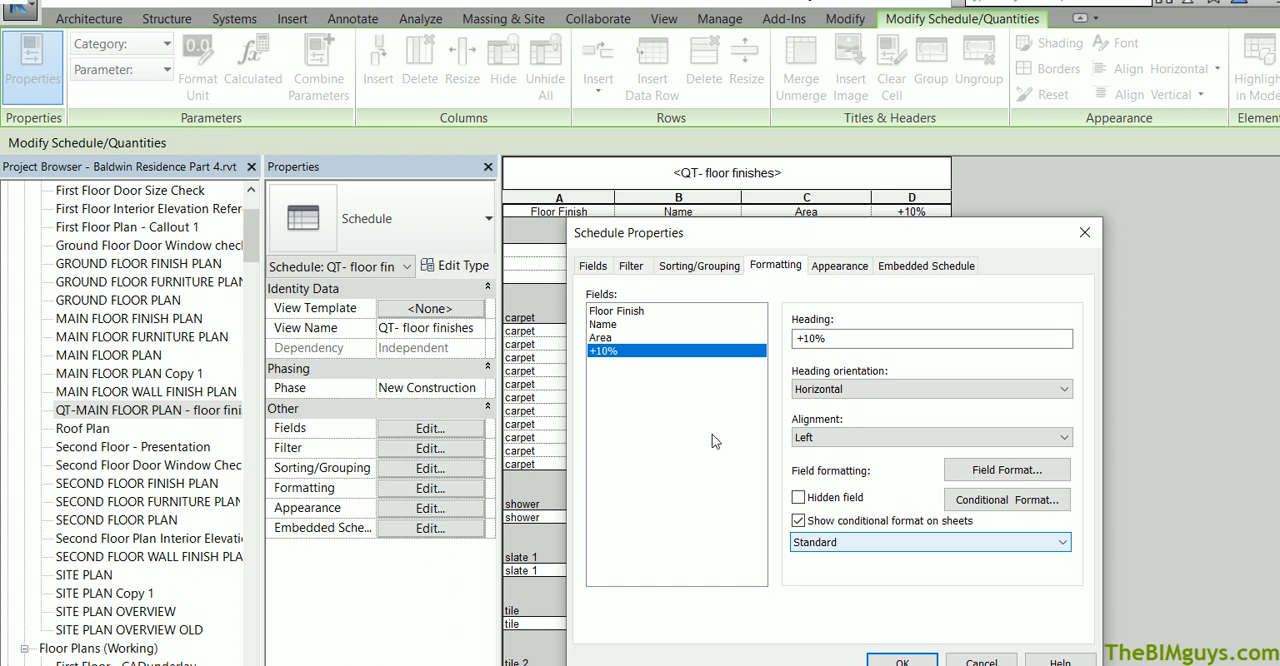 Architecture Structure Systems Insert Annotate Analyze Massing & Site Collaborate View Manage Add-Ins Modify Modify Schedule/Quantities
Properties
Category:
Parameter:
Format Unit
Calculated
Combine Parameters
Insert
Delete
Resize
Hide
Unhide All
Insert
Insert Data Row
Delete
Resize
Merge Unmerge
Insert Image
Clear Cell
Group
Ungroup
Shading
Borders
Reset
Font
Align Horizontal
Align Vertical
Highligh in Mode
Properties Parameters Columns Rows Titles & Headers Appearance Elemen
Modify Schedule/Quantities
Project Browser - Baldwin Residence Part 4.rvt
First Floor Door Size Check
First Floor Interior Elevation Refer
First Floor Plan - Callout 1
Ground Floor Door Window chec
GROUND FLOOR FINISH PLAN
GROUND FLOOR FURNITURE PLAN
GROUND FLOOR PLAN
MAIN FLOOR FINISH PLAN
MAIN FLOOR FURNITURE PLAN
MAIN FLOOR PLAN
MAIN FLOOR PLAN Copy 1
MAIN FLOOR WALL FINISH PLAN
QT-MAIN FLOOR PLAN - floor fini
Roof Plan
Second Floor - Presentation
Second Floor Door Window Chec
SECOND FLOOR FINISH PLAN
SECOND FLOOR FURNITURE PLAN
SECOND FLOOR PLAN
Second Floor Plan Interior Elevatio
SECOND FLOOR WALL FINISH PLA
SITE PLAN
SITE PLAN Copy 1
SITE PLAN OVERVIEW
SITE PLAN OVERVIEW OLD
Floor Plans (Working)
First Floor - CADunderlay
Properties
Schedule
Schedule: QT- floor fin
Edit Type
Identity Data
View Template <None>
View Name QT- floor finishes
Dependency Independent
Phasing
Phase New Construction
Other
Fields Edit...
Filter Edit...
Sorting/Grouping Edit...
Formatting Edit...
Appearance Edit...
Embedded Sche... Edit...
<QT- floor finishes>
A B C D
Floor Finish Name Area +10%
carpet
carpet
carpet
carpet
carpet
carpet
carpet
carpet
carpet
carpet
carpet
carpet
shower
shower
slate 1
slate 1
tile
tile
tile 2
Schedule Properties
Fields Filter Sorting/Grouping Formatting Appearance Embedded Schedule
Fields:
Floor Finish
Name
Area
+10%
Heading:
+10%
Heading orientation:
Horizontal
Alignment:
Left
Field formatting:
Field Format...
Hidden field
Conditional Format...
Show conditional format on sheets
Standard
OK Cancel Help
TheBIMguys.com